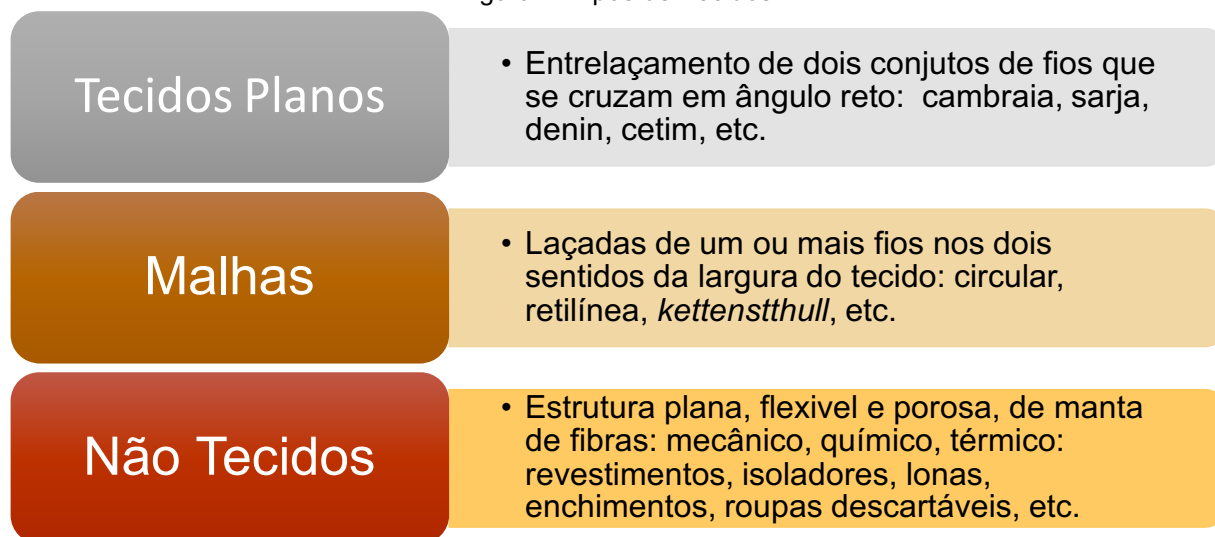 Tecidos Planos
• Entrelaçamento de dois conjutos de fios que
se cruzam em ângulo reto:  cambraia, sarja,
denin, cetim, etc.
Malhas
• Laçadas de um ou mais fios nos dois
sentidos da largura do tecido: circular,
retilínea, kettenstthull, etc.
Não Tecidos
• Estrutura plana, flexivel e porosa, de manta
de fibras: mecânico, químico, térmico:
revestimentos, isoladores, lonas,
enchimentos, roupas descartáveis, etc.